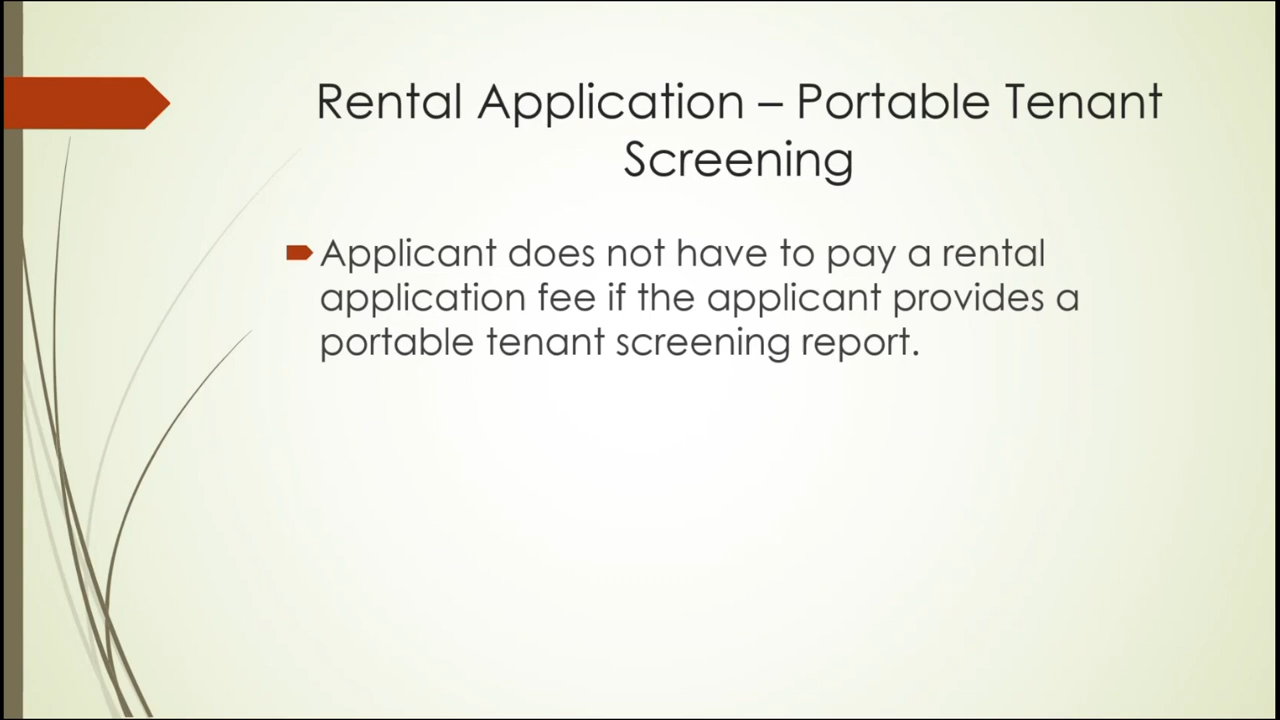 Rental Application – Portable Tenant
Screening
Applicant does not have to pay a rental
application fee if the applicant provides a
portable tenant screening report.